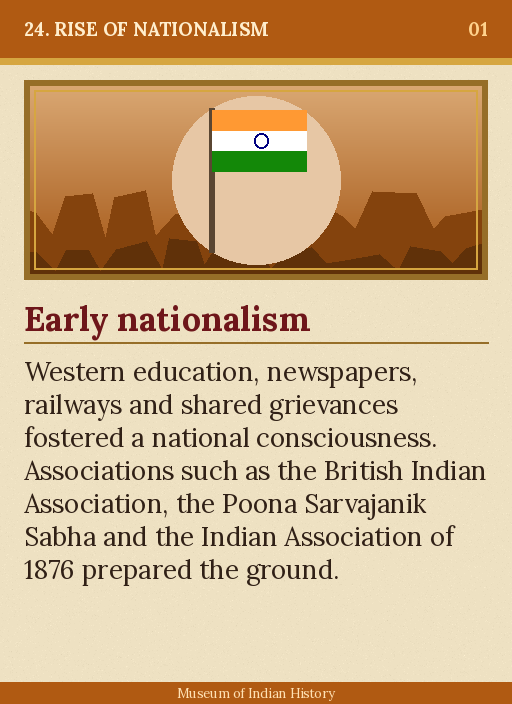 24. RISE OF NATIONALISM 01
Early nationalism
Western education, newspapers,
railways and shared grievances
fostered a national consciousness.
Associations such as the British Indian
Association, the Poona Sarvajanik
Sabha and the Indian Association of
1876 prepared the ground.
Museum of Indian History